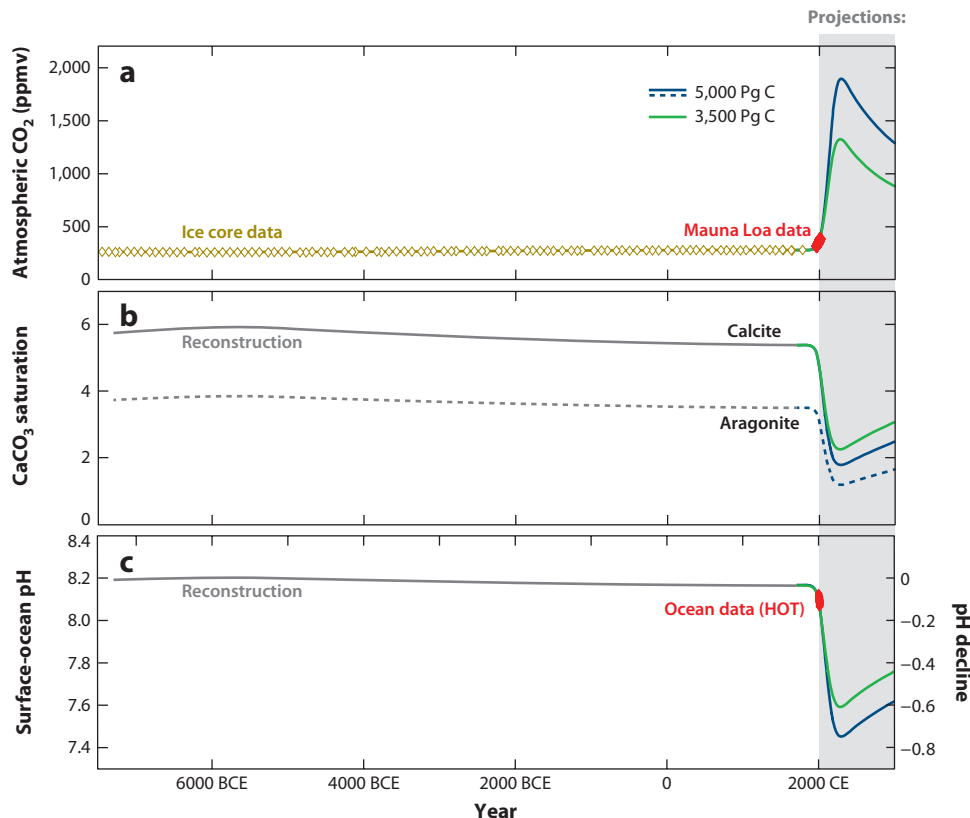 Projections:
a
Atmospheric CO₂ (ppmv)
2,000
1,500
1,000
500
0
5,000 Pg C
3,500 Pg C
Ice core data
Mauna Loa data
b
CaCO₃ saturation
6
4
2
0
Reconstruction
Calcite
Aragonite
c
Surface-ocean pH
8.4
8.2
8.0
7.8
7.6
7.4
Reconstruction
Ocean data (HOT)
0
−0.2
−0.4
−0.6
−0.8
pH decline
6000 BCE
4000 BCE
2000 BCE
0
2000 CE
Year